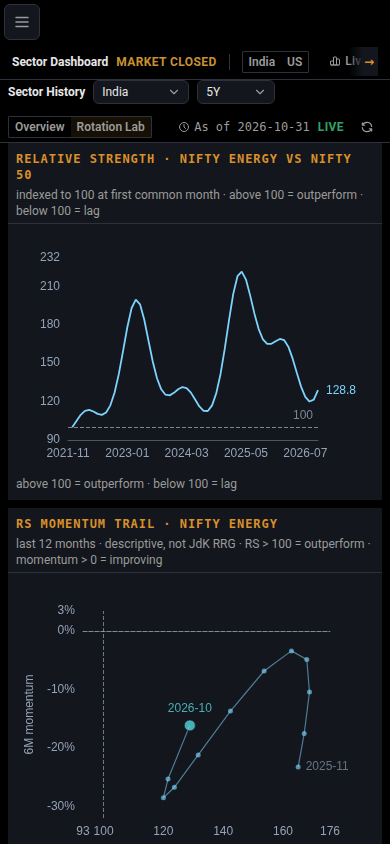 Sector Dashboard MARKET CLOSED India US Liv →
Sector History India 5Y
Overview Rotation Lab As of 2026-10-31 LIVE
RELATIVE STRENGTH · NIFTY ENERGY VS NIFTY
50
indexed to 100 at first common month · above 100 = outperform ·
below 100 = lag
232
210
180
150
120
90
128.8
100
2021-11 2023-01 2024-03 2025-05 2026-07
above 100 = outperform · below 100 = lag
RS MOMENTUM TRAIL · NIFTY ENERGY
last 12 months · descriptive, not JdK RRG · RS > 100 = outperform ·
momentum > 0 = improving
3%
0%
-10%
-20%
-30%
6M momentum
2026-10
2025-11
93 100 120 140 160 176